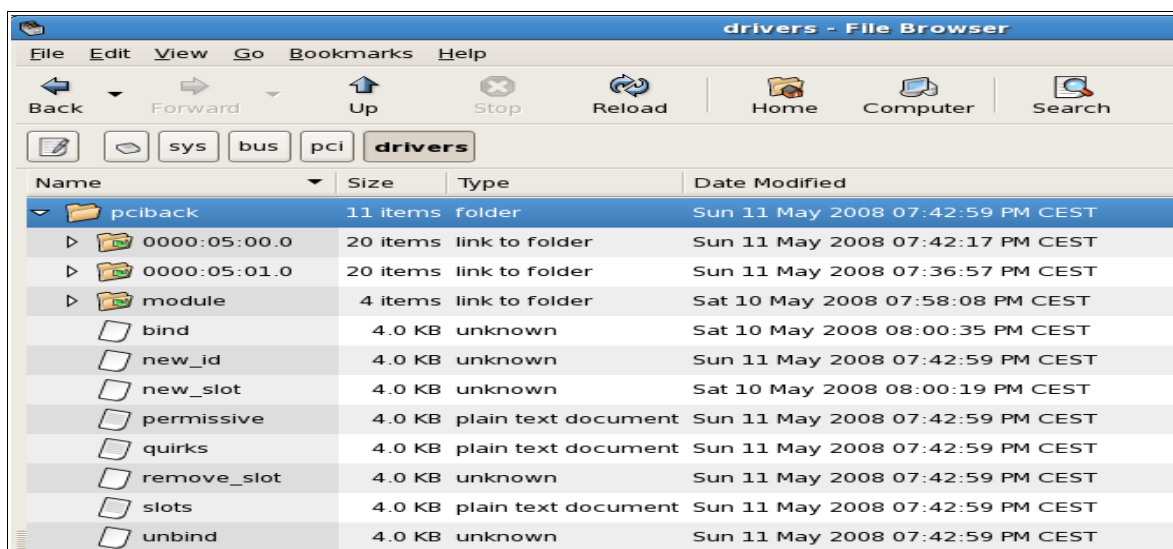 drivers - File Browser
File Edit View Go Bookmarks Help
Back Forward Up Stop Reload Home Computer Search
sys bus pci drivers
Name Size Type Date Modified
pciback 11 items folder Sun 11 May 2008 07:42:59 PM CEST
0000:05:00.0 20 items link to folder Sun 11 May 2008 07:42:17 PM CEST
0000:05:01.0 20 items link to folder Sun 11 May 2008 07:36:57 PM CEST
module 4 items link to folder Sat 10 May 2008 07:58:08 PM CEST
bind 4.0 KB unknown Sat 10 May 2008 08:00:35 PM CEST
new_id 4.0 KB unknown Sun 11 May 2008 07:42:59 PM CEST
new_slot 4.0 KB unknown Sat 10 May 2008 08:00:19 PM CEST
permissive 4.0 KB plain text document Sun 11 May 2008 07:42:59 PM CEST
quirks 4.0 KB plain text document Sun 11 May 2008 07:42:59 PM CEST
remove_slot 4.0 KB unknown Sun 11 May 2008 07:42:59 PM CEST
slots 4.0 KB plain text document Sun 11 May 2008 07:42:59 PM CEST
unbind 4.0 KB unknown Sun 11 May 2008 07:42:59 PM CEST